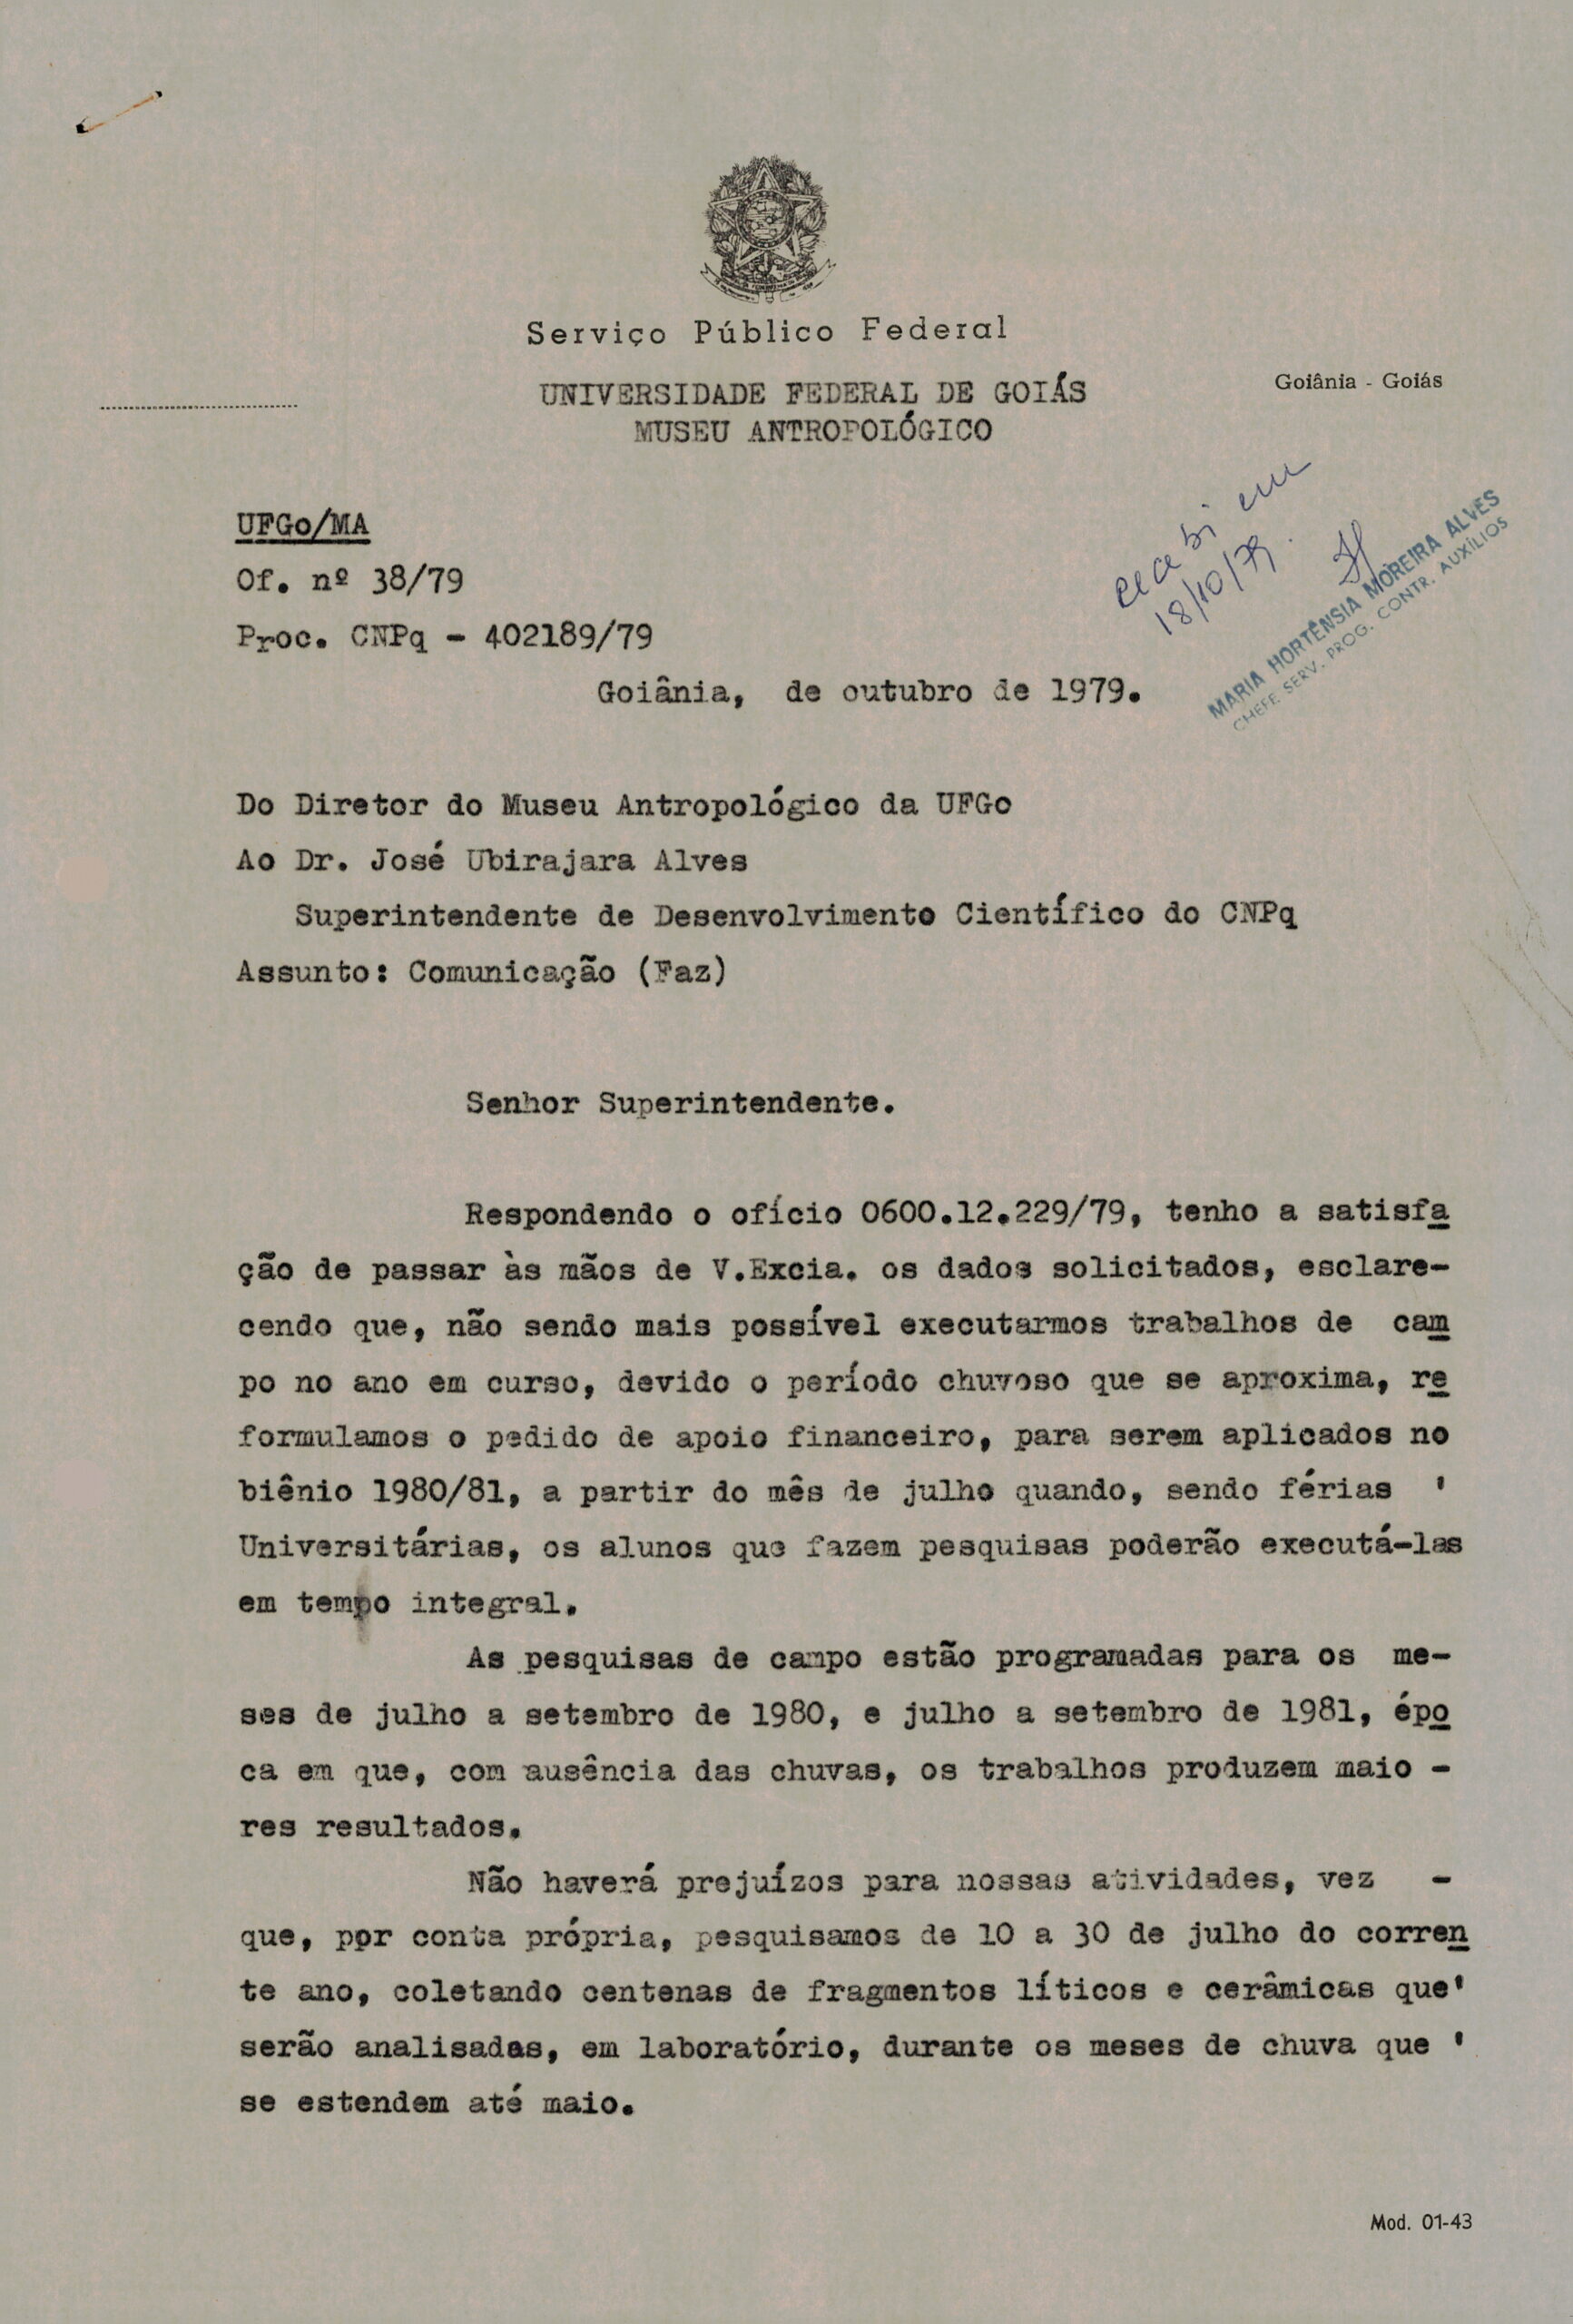 Serviço Público Federal
UNIVERSIDADE FEDERAL DE GOIÁS
MUSEU ANTROPOLÓGICO
Goiânia - Goiás
UFGo/MA
Of. nº 38/79
Proc. CNPq - 402189/79
Goiânia, de outubro de 1979.
em
18/10/79.
MARIA HORTÊNSIA MOREIRA ALVES
CHEFE SERV. PROG. CONTR. AUXÍLIOS
Do Diretor do Museu Antropológico da UFGo
Ao Dr. José Ubirajara Alves
Superintendente de Desenvolvimento Científico do CNPq
Assunto: Comunicação (Faz)
Senhor Superintendente.
Respondendo o ofício 0600.12.229/79, tenho a satisfa
ção de passar às mãos de V.Excia. os dados solicitados, esclare-
cendo que, não sendo mais possível executarmos trabalhos de cam
po no ano em curso, devido o período chuvoso que se aproxima, re
formulamos o pedido de apoio financeiro, para serem aplicados no
biênio 1980/81, a partir do mês de julho quando, sendo férias '
Universitárias, os alunos que fazem pesquisas poderão executá-las
em tempo integral.
As pesquisas de campo estão programadas para os me-
ses de julho a setembro de 1980, e julho a setembro de 1981, épo
ca em que, com ausência das chuvas, os trabalhos produzem maio -
res resultados.
Não haverá prejuízos para nossas atividades, vez -
que, por conta própria, pesquisamos de 10 a 30 de julho do corren
te ano, coletando centenas de fragmentos líticos e cerâmicas que'
serão analisadas, em laboratório, durante os meses de chuva que '
se estendem até maio.
Mod. 01-43